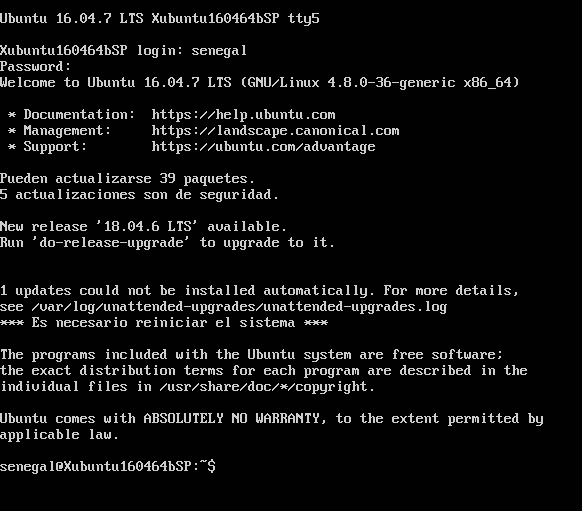 Ubuntu 16.04.7 LTS Xubuntu160464bSP tty5
Xubuntu160464bSP login: senegal
Password:
Welcome to Ubuntu 16.04.7 LTS (GNU/Linux 4.8.0-36-generic x86_64)
* Documentation:  https://help.ubuntu.com
* Management:     https://landscape.canonical.com
* Support:        https://ubuntu.com/advantage
Pueden actualizarse 39 paquetes.
5 actualizaciones son de seguridad.
New release '18.04.6 LTS' available.
Run 'do-release-upgrade' to upgrade to it.
1 updates could not be installed automatically. For more details,
see /var/log/unattended-upgrades/unattended-upgrades.log
*** Es necesario reiniciar el sistema ***
The programs included with the Ubuntu system are free software;
the exact distribution terms for each program are described in the
individual files in /usr/share/doc/*/copyright.
Ubuntu comes with ABSOLUTELY NO WARRANTY, to the extent permitted by
applicable law.
senegal@Xubuntu160464bSP:~$